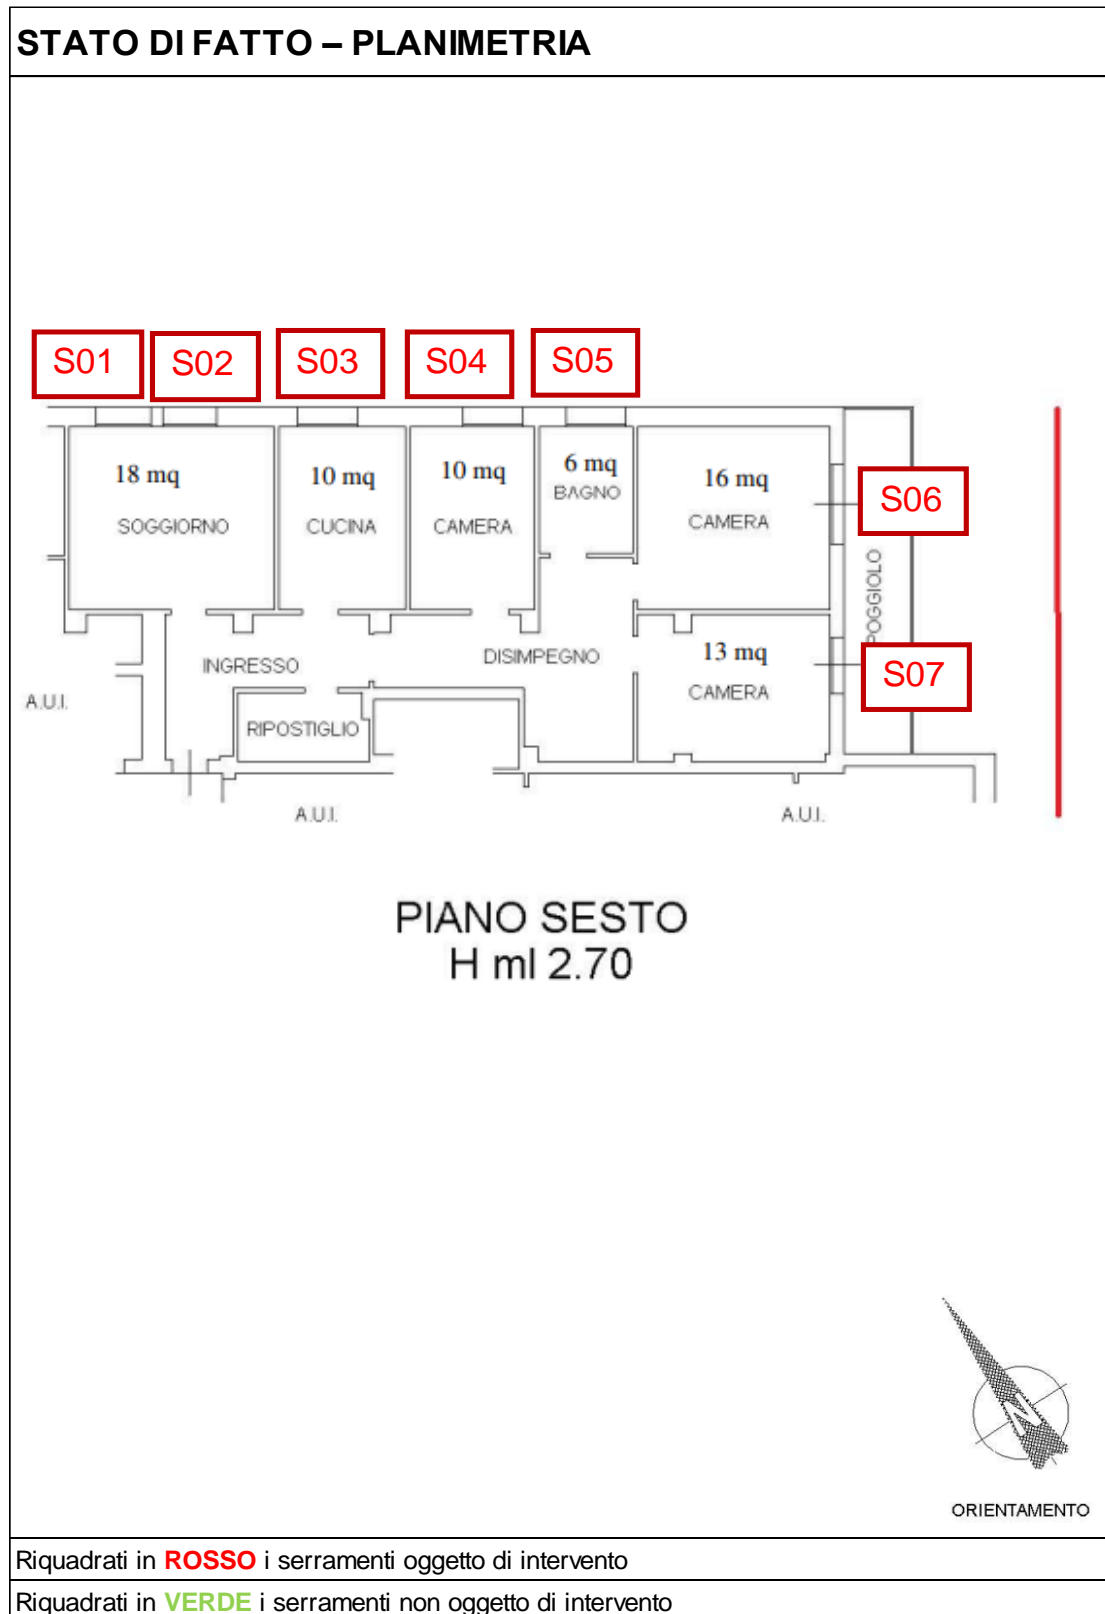 STATO DI FATTO – PLANIMETRIA
S01 S02 S03 S04 S05
18 mq 10 mq 10 mq 6 mq 16 mq
SOGGIORNO CUCINA CAMERA BAGNO CAMERA
S06
POGGIOLO
INGRESSO DISIMPEGNO 13 mq
CAMERA
S07
A.U.I.
RIPOSTIGLIO
A.U.I. A.U.I.
PIANO SESTO
H ml 2.70
N
ORIENTAMENTO
Riquadrati in ROSSO i serramenti oggetto di intervento
Riquadrati in VERDE i serramenti non oggetto di intervento